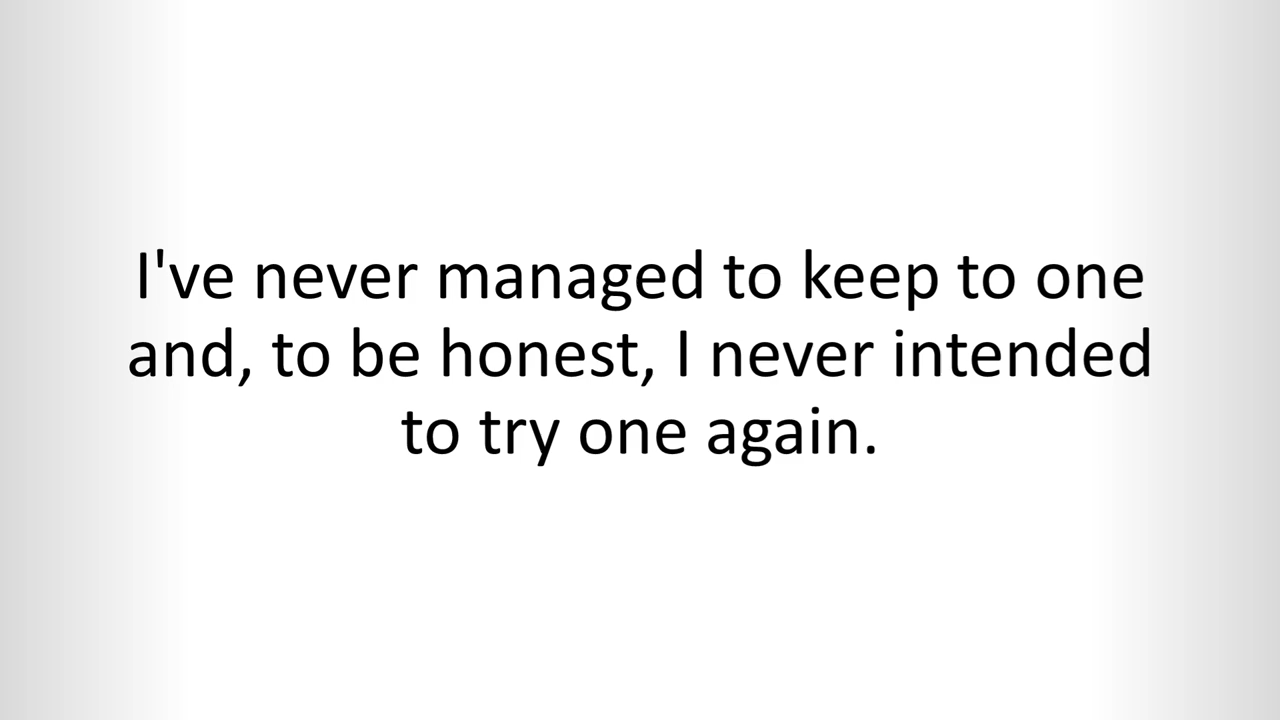 I've never managed to keep to one
and, to be honest, I never intended
to try one again.